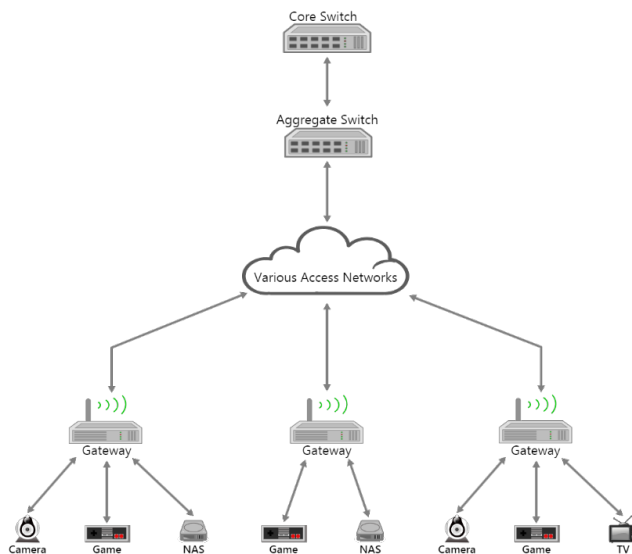 Core Switch
Aggregate Switch
Various Access Networks
Gateway Gateway Gateway
Camera Game NAS Game NAS Camera Game TV